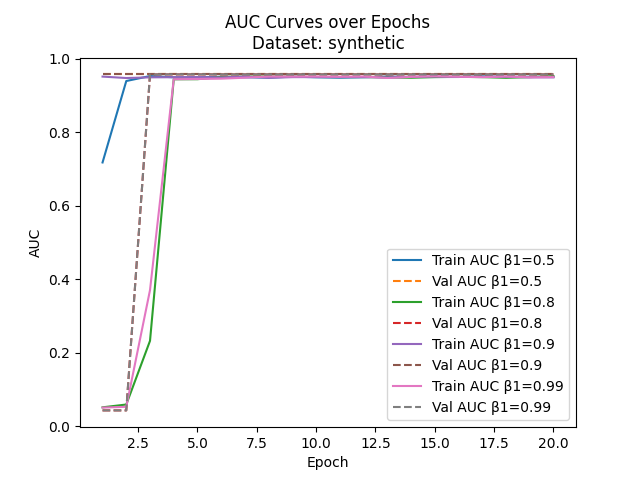 AUC Curves over Epochs
Dataset: synthetic
AUC
1.0
0.8
0.6
0.4
0.2
0.0
Train AUC β1=0.5
Val AUC β1=0.5
Train AUC β1=0.8
Val AUC β1=0.8
Train AUC β1=0.9
Val AUC β1=0.9
Train AUC β1=0.99
Val AUC β1=0.99
2.5 5.0 7.5 10.0 12.5 15.0 17.5 20.0
Epoch